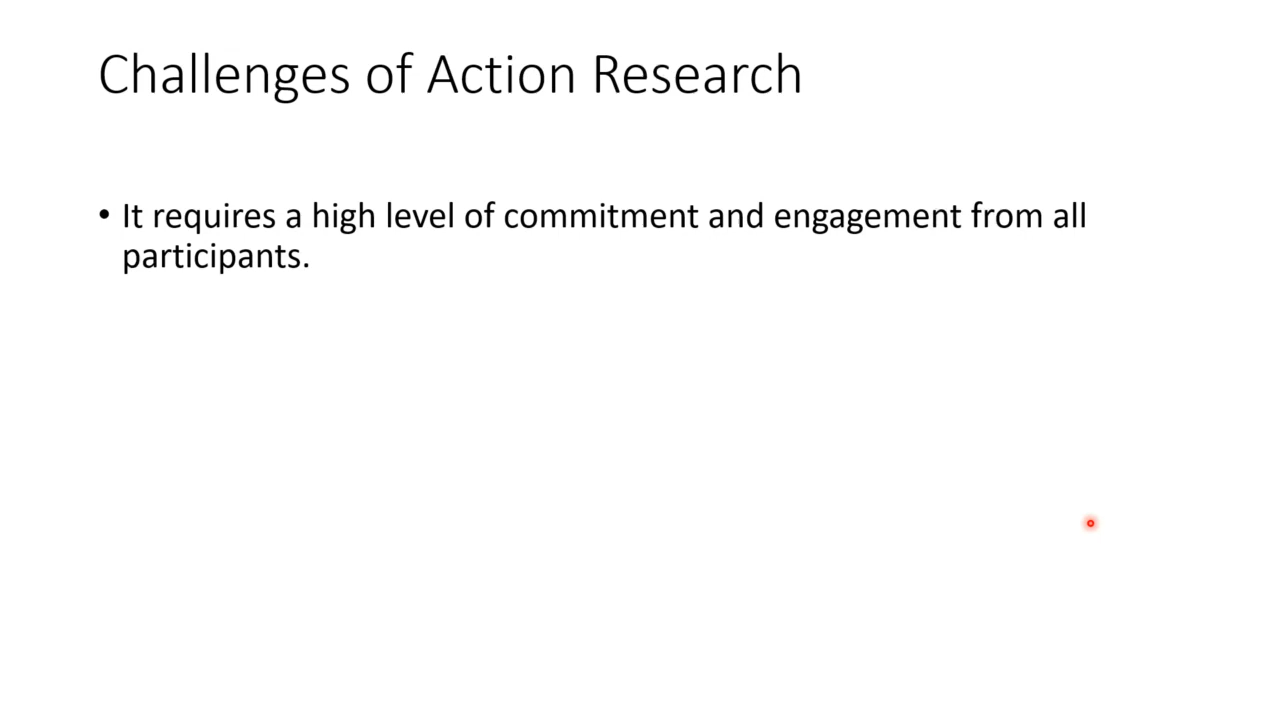 Challenges of Action Research
• It requires a high level of commitment and engagement from all
participants.